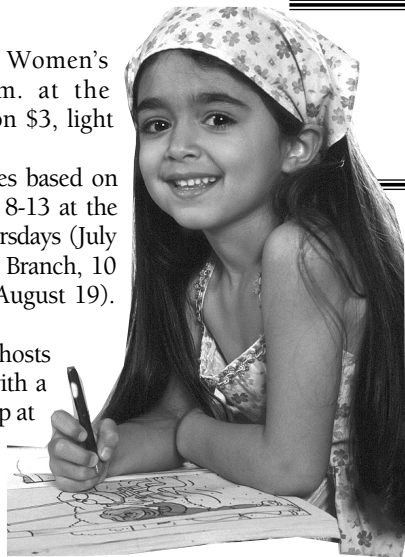 Women's
m. at the
on $3, light
es based on
8-13 at the
rsdays (July
Branch, 10
August 19).
hosts
ith a
p at